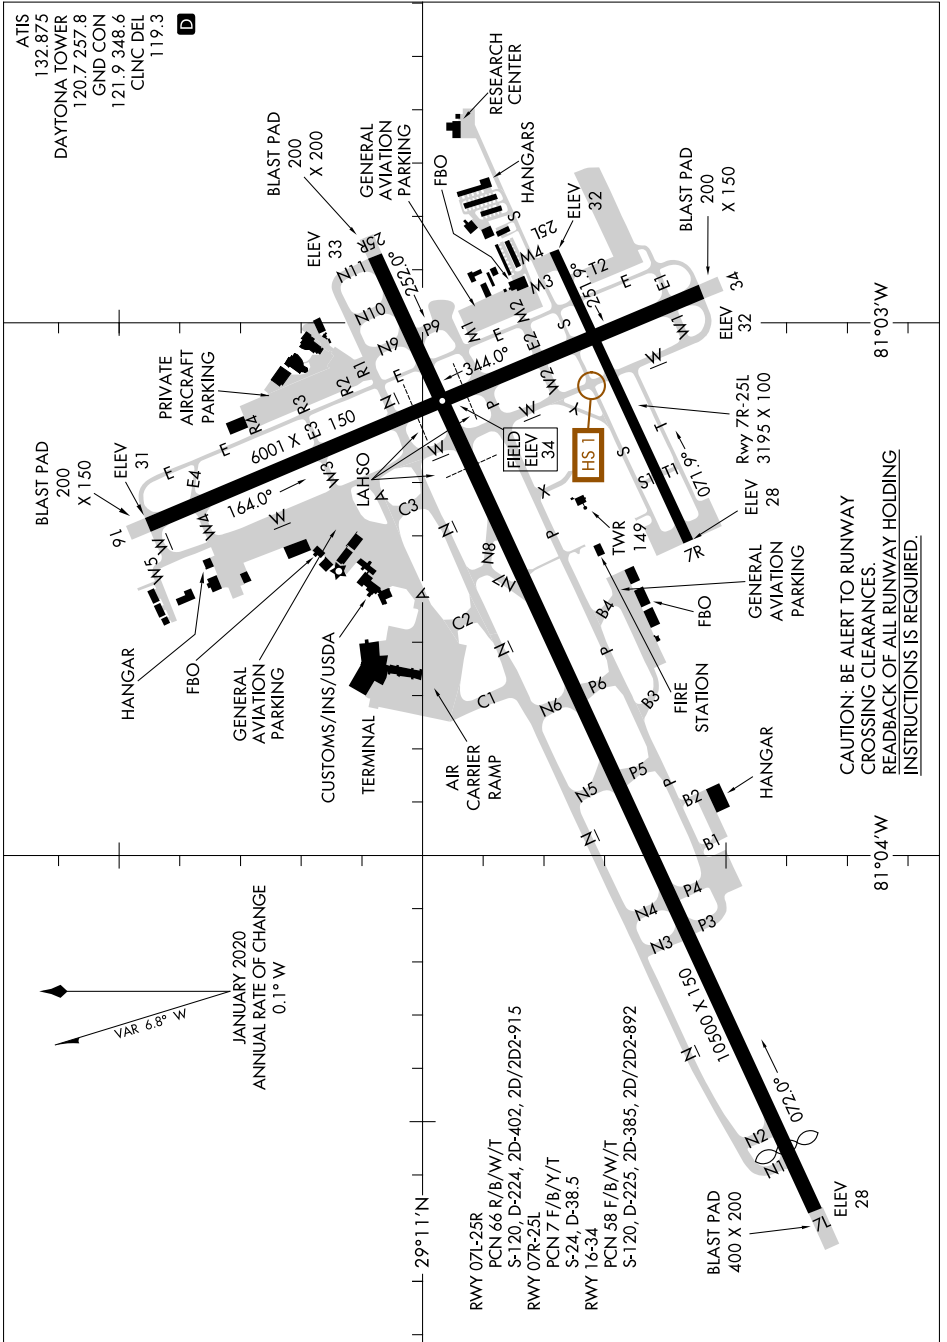 ATIS
132.875
DAYTONA TOWER
120.7 257.8
GND CON
121.9 348.6
CLNC DEL
119.3
D
BLAST PAD
200
X 200
25R
ELEV
33
252.0°
GENERAL
AVIATION
PARKING
FBO
RESEARCH
CENTER
HANGARS
S
ELEV
32
25L
251.9°
BLAST PAD
200
X 150
34
ELEV
32
81°03'W
N11
N10
N9
P9
M1
M2
M3
M4
T2
E
E1
E
E2
S
W1
W
344.0°
W2
W
P
Y
HS 1
FIELD
ELEV
34
LAHSO
Rwy 7R-25L
3195 X 100
S
T
S1
T1
071.9°
7R
ELEV
28
PRIVATE
AIRCRAFT
PARKING
R4
R3
R2
R1
E
E3
N
E
E4
6001 X 150
164.0°
W
W3
W4
W
W5
16
ELEV
31
BLAST PAD
200
X 150
HANGAR
FBO
GENERAL
AVIATION
PARKING
CUSTOMS/INS/USDA
TERMINAL
AIR
CARRIER
RAMP
A
W
C3
A
C2
C1
N
N8
N7
N
N6
X
P
TWR
149
B4
P
P6
GENERAL
AVIATION
PARKING
FBO
FIRE
STATION
B3
P5
P
B2
HANGAR
B1
N5
N
N4
N3
P4
P3
10500 X 150
N
N2
N1
072.0°
7L
ELEV
28
BLAST PAD
400 X 200
81°04'W
CAUTION: BE ALERT TO RUNWAY
CROSSING CLEARANCES.
READBACK OF ALL RUNWAY HOLDING
INSTRUCTIONS IS REQUIRED.
VAR 6.8° W
JANUARY 2020
ANNUAL RATE OF CHANGE
0.1° W
29°11'N
RWY 07L-25R
PCN 66 R/B/W/T
S-120, D-224, 2D-402, 2D/2D2-915
RWY 07R-25L
PCN 7 F/B/Y/T
S-24, D-38.5
RWY 16-34
PCN 58 F/B/W/T
S-120, D-225, 2D-385, 2D/2D2-892